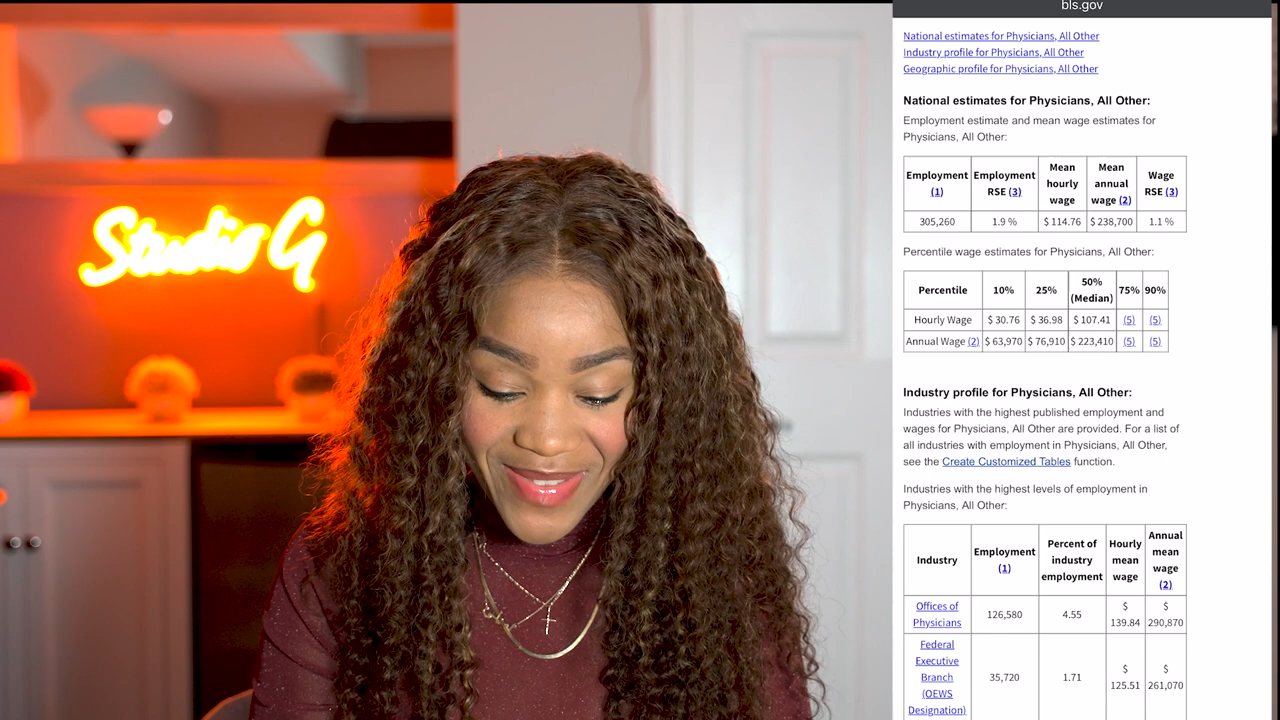 Studio G
bls.gov
National estimates for Physicians, All Other
Industry profile for Physicians, All Other
Geographic profile for Physicians, All Other
National estimates for Physicians, All Other:
Employment estimate and mean wage estimates for
Physicians, All Other:
Employment (1) Employment RSE (3) Mean hourly wage Mean annual wage (2) Wage RSE (3)
305,260 1.9 % $ 114.76 $ 238,700 1.1 %
Percentile wage estimates for Physicians, All Other:
Percentile 10% 25% 50% (Median) 75% 90%
Hourly Wage $ 30.76 $ 36.98 $ 107.41 (5) (5)
Annual Wage (2) $ 63,970 $ 76,910 $ 223,410 (5) (5)
Industry profile for Physicians, All Other:
Industries with the highest published employment and
wages for Physicians, All Other are provided. For a list of
all industries with employment in Physicians, All Other,
see the Create Customized Tables function.
Industries with the highest levels of employment in
Physicians, All Other:
Industry Employment (1) Percent of industry employment Hourly mean wage Annual mean wage (2)
Offices of Physicians 126,580 4.55 $ 139.84 $ 290,870
Federal Executive Branch (OEWS Designation) 35,720 1.71 $ 125.51 $ 261,070